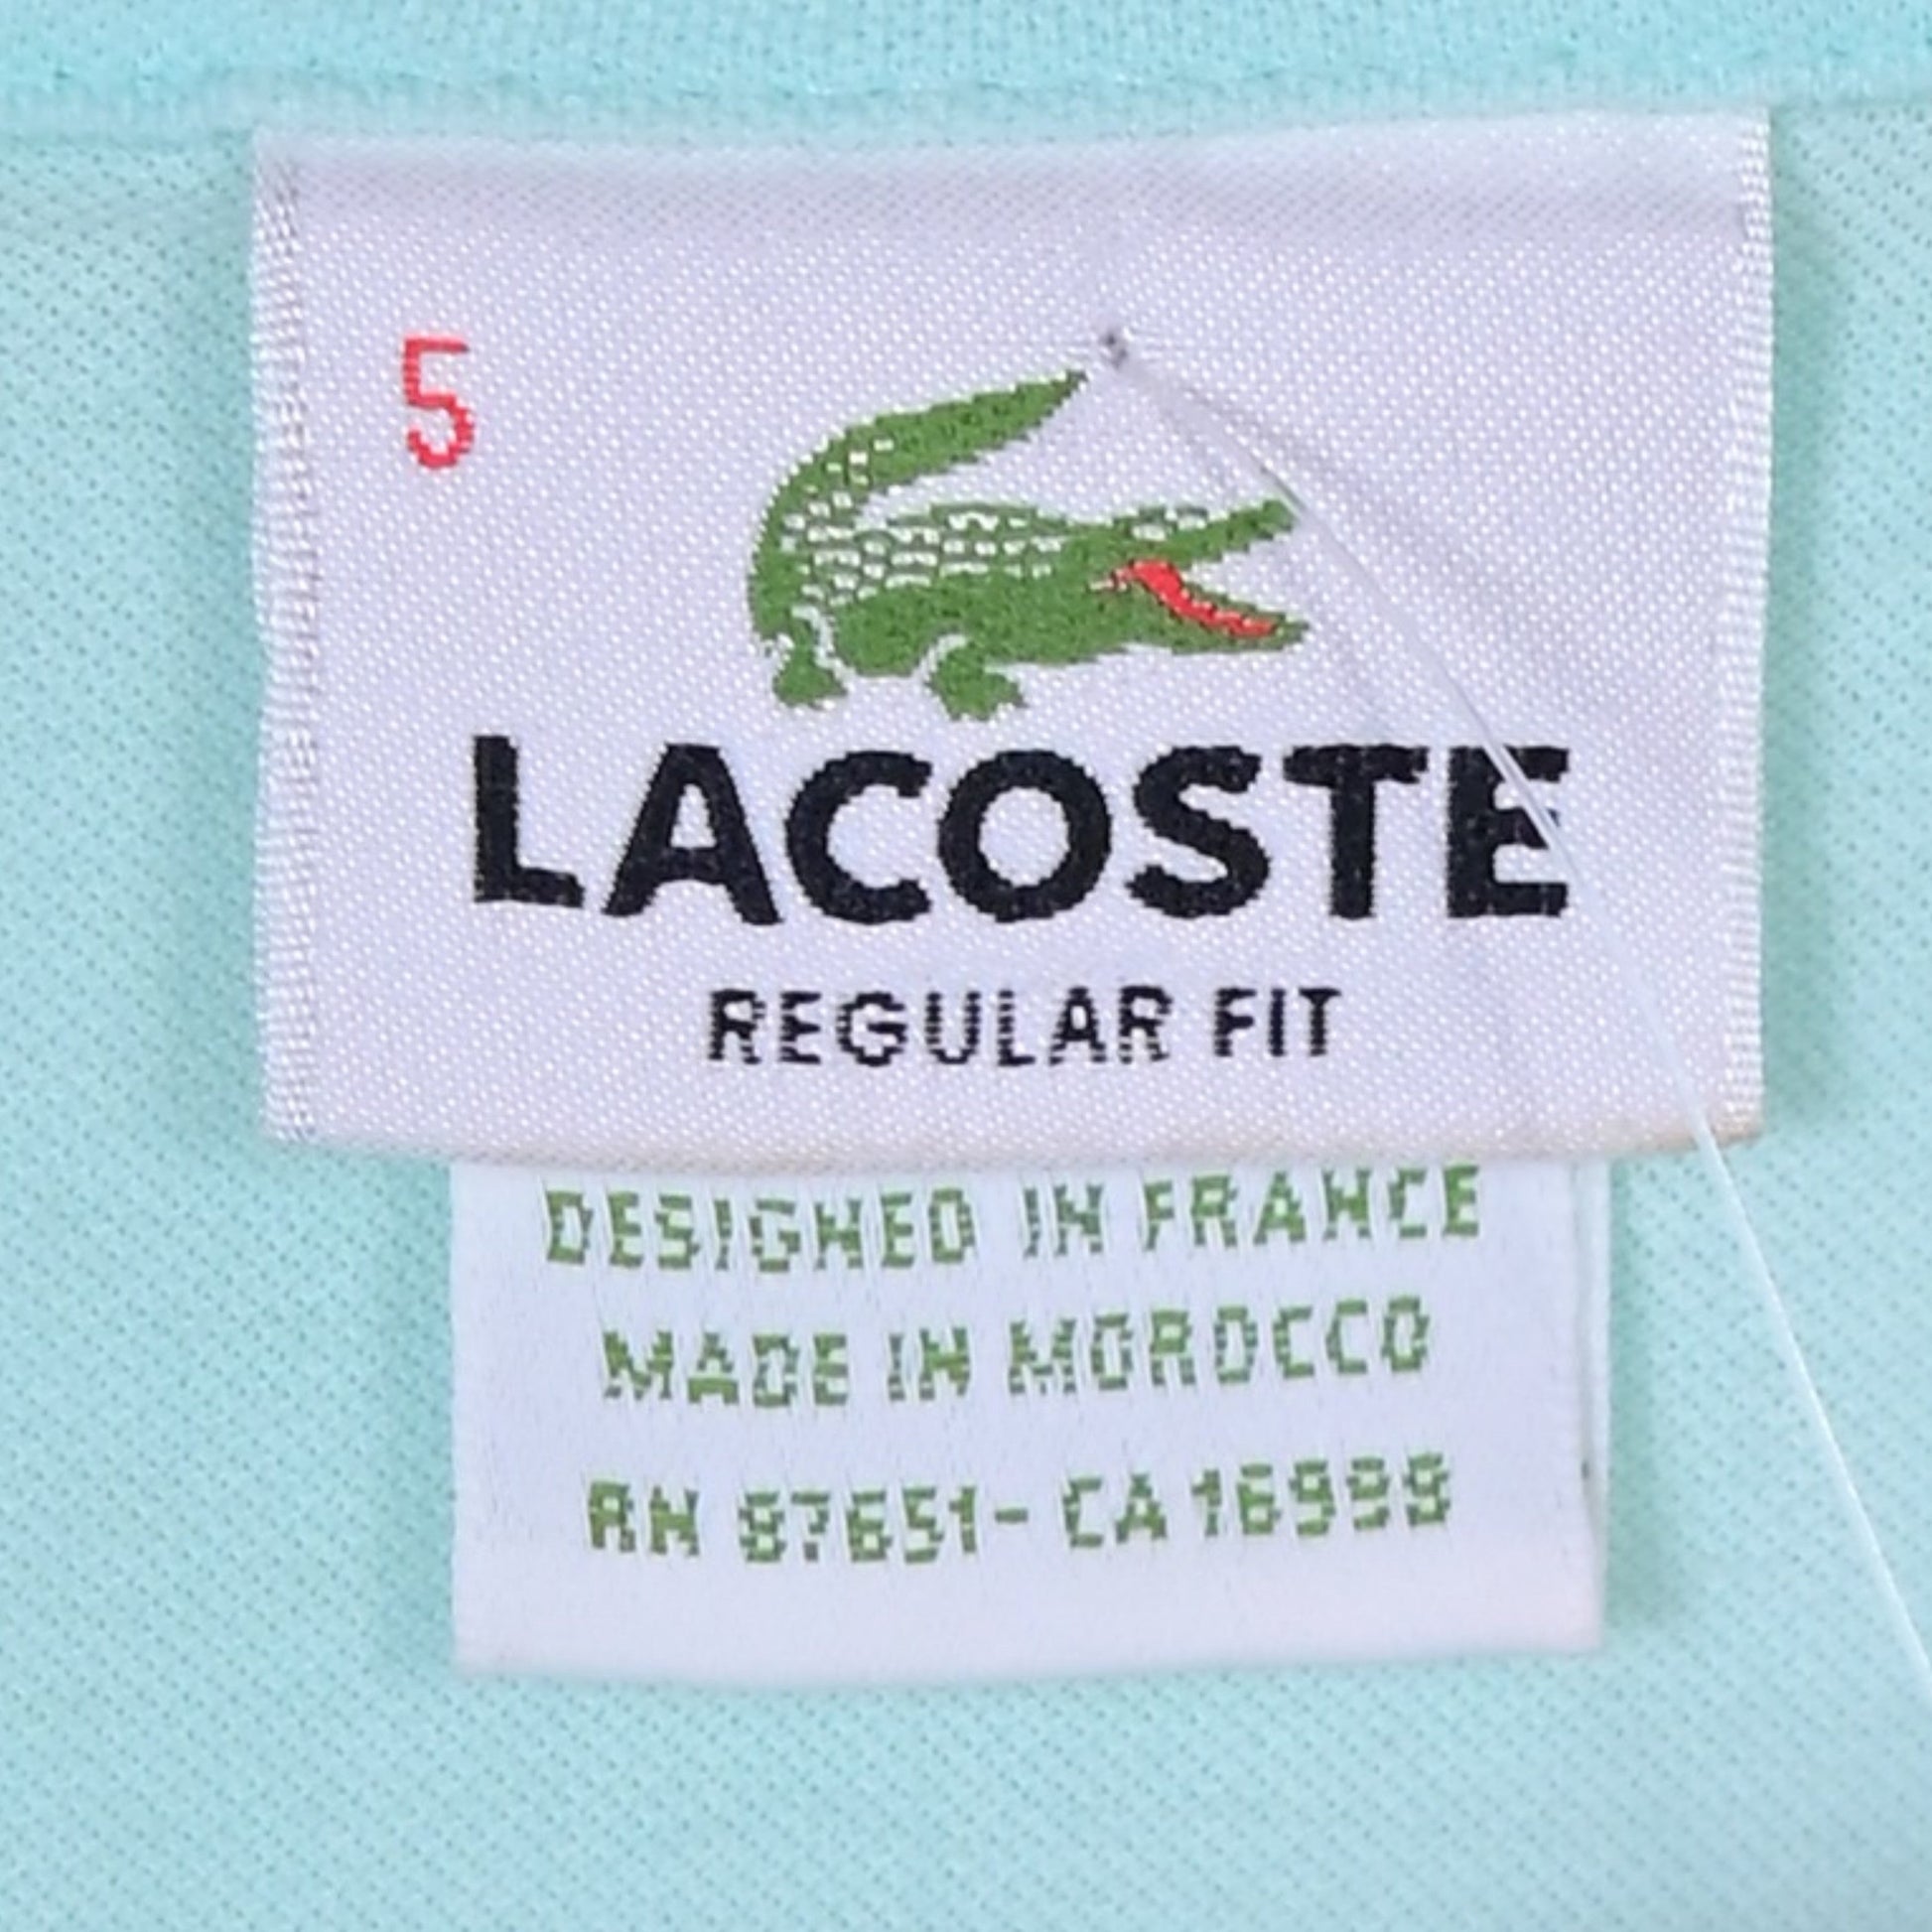 5
LACOSTE
REGULAR FIT
DESIGNED IN FRANCE
MADE IN MOROCCO
RN 87651- CA 16999